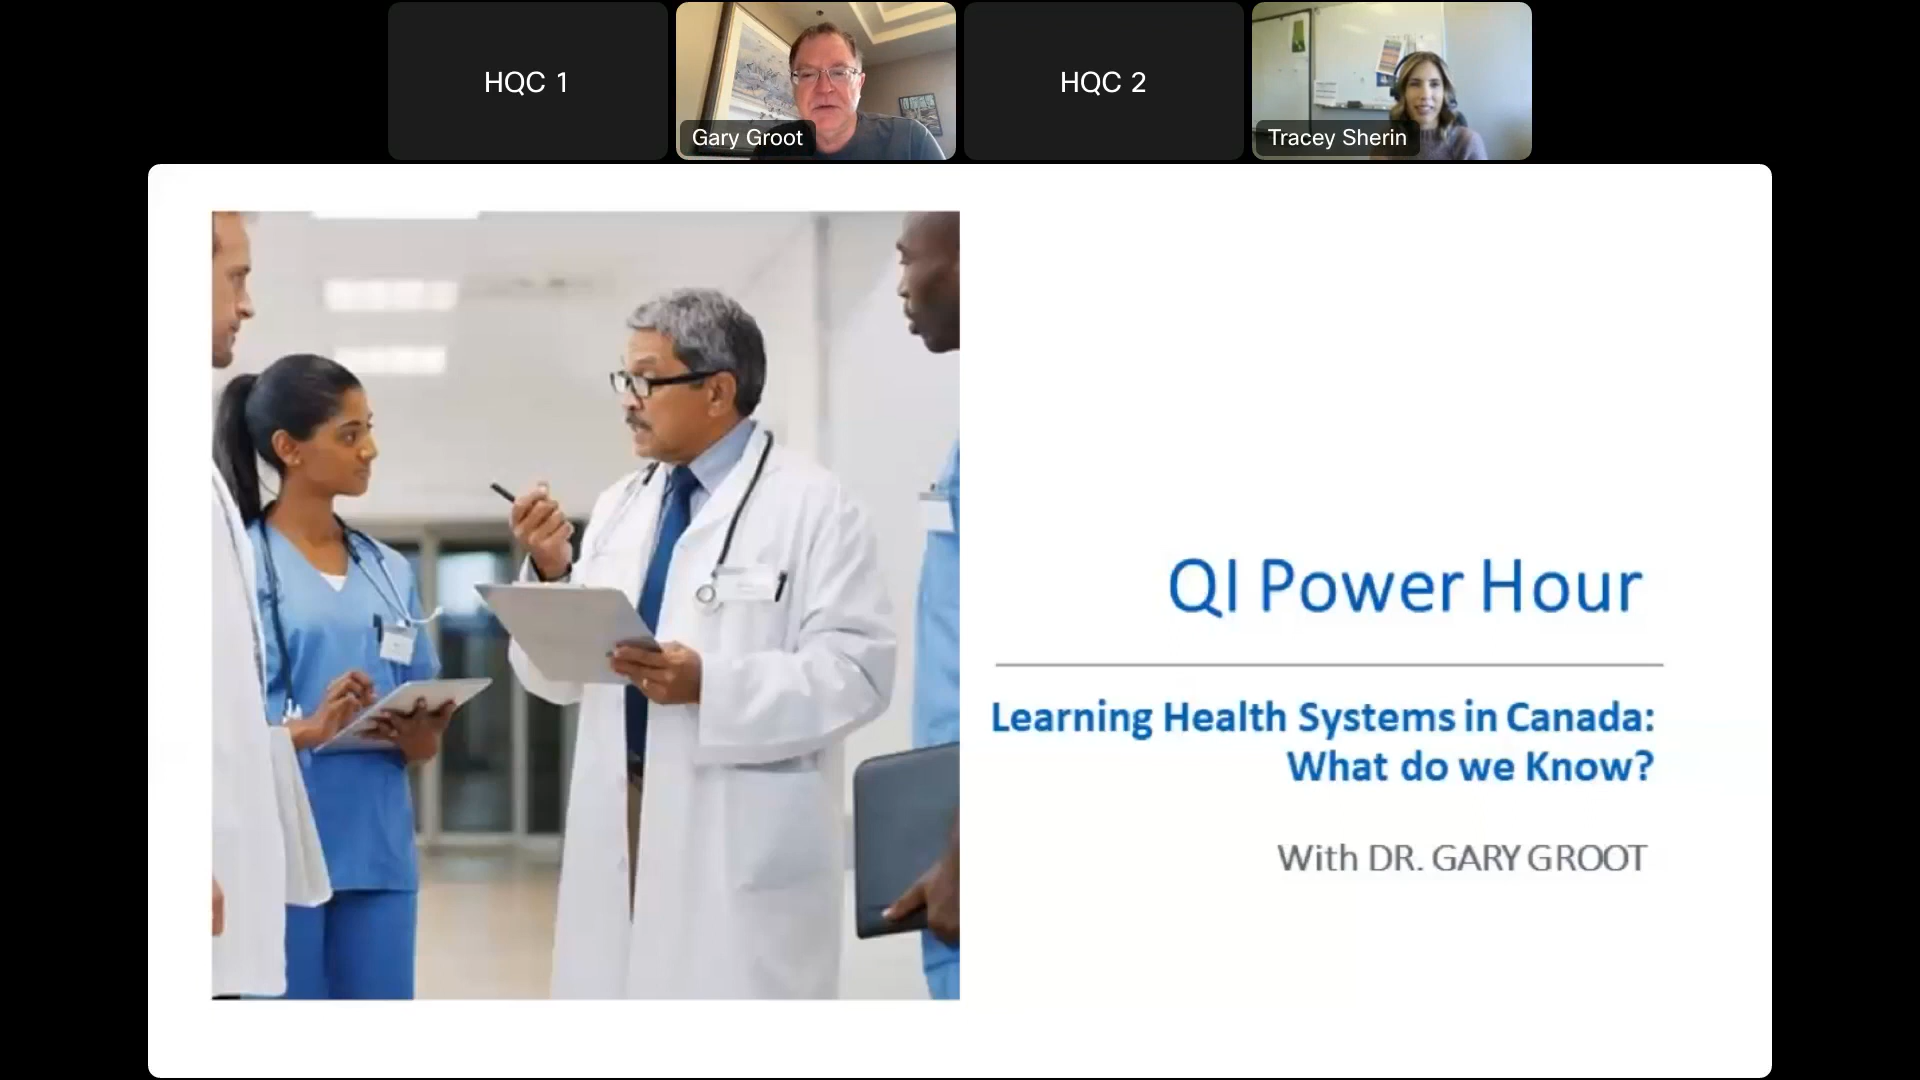 HQC 1
Gary Groot
HQC 2
Tracey Sherin
QI Power Hour
Learning Health Systems in Canada:
What do we Know?
With DR. GARY GROOT